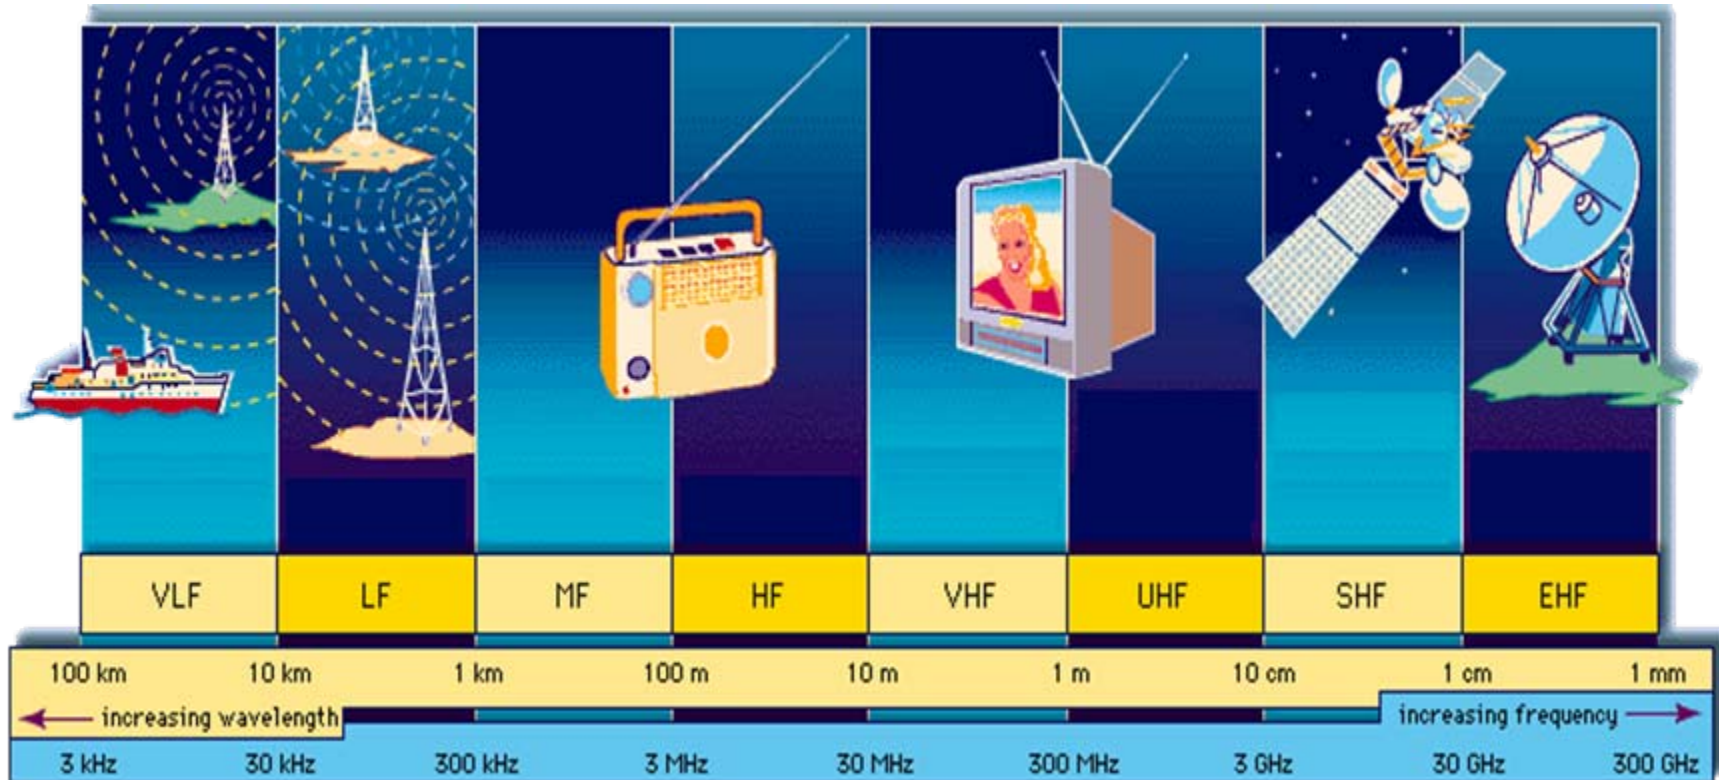 VLF LF MF HF VHF UHF SHF EHF
100 km 10 km 1 km 100 m 10 m 1 m 10 cm 1 cm 1 mm
increasing wavelength increasing frequency
3 kHz 30 kHz 300 kHz 3 MHz 30 MHz 300 MHz 3 GHz 30 GHz 300 GHz